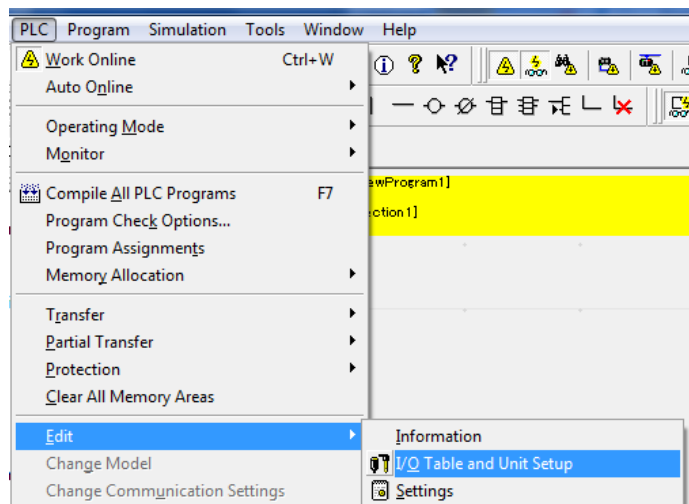 PLC Program Simulation Tools Window Help
Work Online Ctrl+W
Auto Online
Operating Mode
Monitor
Compile All PLC Programs F7
ewProgram1]
Program Check Options...
ection1]
Program Assignments
Memory Allocation
Transfer
Partial Transfer
Protection
Clear All Memory Areas
Edit
Information
Change Model
I/O Table and Unit Setup
Change Communication Settings
Settings